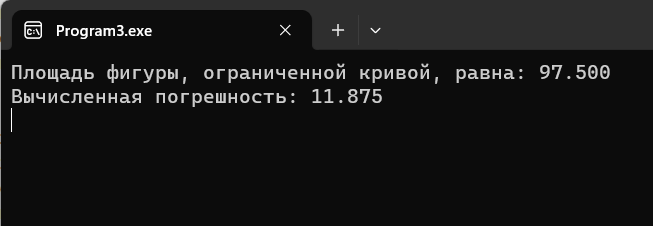 Program3.exe
Площадь фигуры, ограниченной кривой, равна: 97.500
Вычисленная погрешность: 11.875